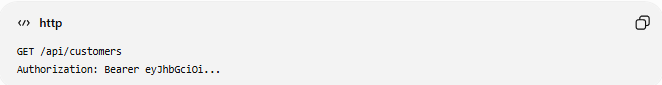 http
GET /api/customers
Authorization: Bearer eyJhbGciOi...